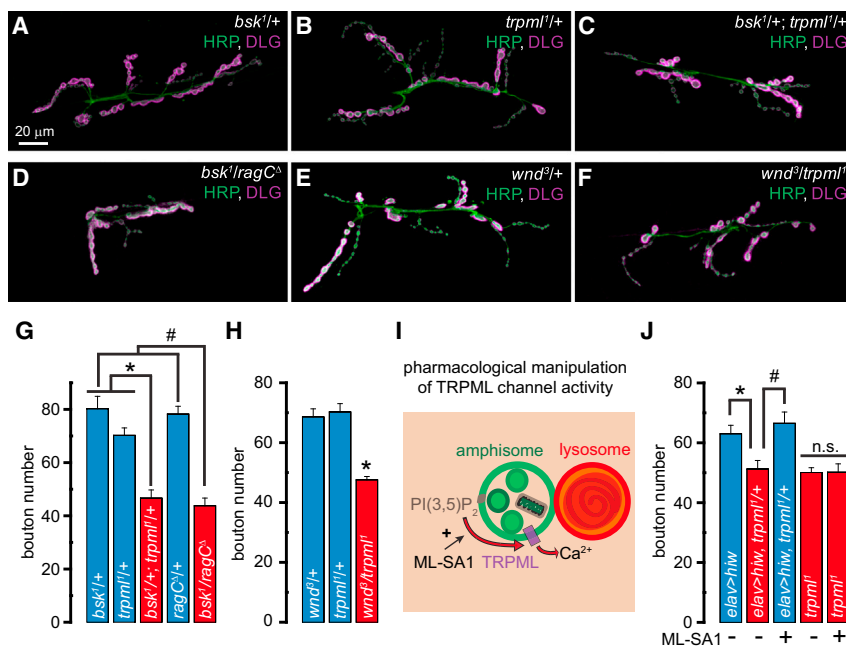 A
bsk¹/+
HRP, DLG
20 µm
B
trpml¹/+
HRP, DLG
C
bsk¹/+; trpml¹/+
HRP, DLG
D
bsk¹/ragCᐞ
HRP, DLG
E
wnd³/+
HRP, DLG
F
wnd³/trpml¹
HRP, DLG
G
bouton number
80
60
40
20
0
#
*
bsk¹/+
trpml¹/+
bsk¹/+; trpml¹/+
ragCᐞ/+
bsk¹/ragCᐞ
H
bouton number
80
60
40
20
0
*
wnd³/+
trpml¹/+
wnd³/trpml¹
I
pharmacological manipulation
of TRPML channel activity
amphisome
lysosome
PI(3,5)P₂
+
ML-SA1
TRPML
Ca²⁺
J
bouton number
80
60
40
20
0
*
#
n.s.
elav>hiw
elav>hiw, trpml¹/+
elav>hiw, trpml¹/+
trpml¹
trpml¹
ML-SA1 - - + - +